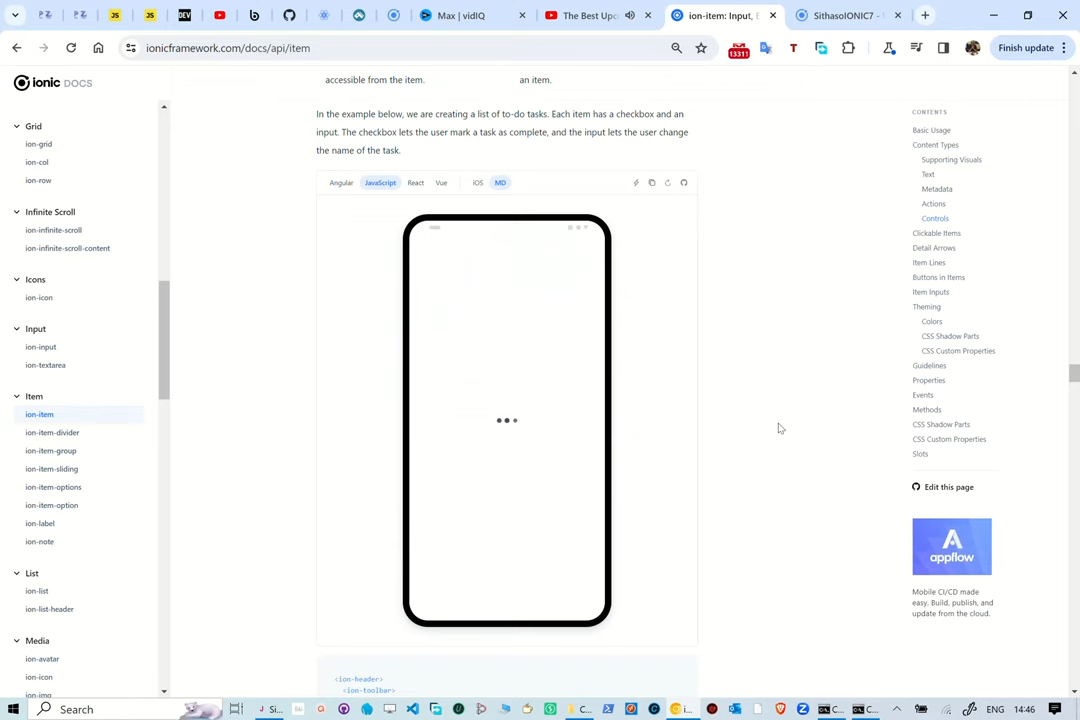 Max | vidIQ
The Best Upc
ion-item: Input, E
SithasoIONIC7 -
ionicframework.com/docs/api/item
13311
T
Finish update
ionic DOCS
Grid
ion-grid
ion-col
ion-row
Infinite Scroll
ion-infinite-scroll
ion-infinite-scroll-content
Icons
ion-icon
Input
ion-input
ion-textarea
Item
ion-item
ion-item-divider
ion-item-group
ion-item-sliding
ion-item-options
ion-item-option
ion-label
ion-note
List
ion-list
ion-list-header
Media
ion-avatar
ion-icon
ion-img
accessible from the item.
an item.
In the example below, we are creating a list of to-do tasks. Each item has a checkbox and an
input. The checkbox lets the user mark a task as complete, and the input lets the user change
the name of the task.
Angular JavaScript React Vue iOS MD
<ion-header>
<ion-toolbar>
CONTENTS
Basic Usage
Content Types
Supporting Visuals
Text
Metadata
Actions
Controls
Clickable Items
Detail Arrows
Item Lines
Buttons in Items
Item Inputs
Theming
Colors
CSS Shadow Parts
CSS Custom Properties
Guidelines
Properties
Events
Methods
CSS Shadow Parts
CSS Custom Properties
Slots
Edit this page
appflow
Mobile CI/CD made
easy. Build, publish, and
update from the cloud.
Search
Si...
C...
io...
C...
C...
ENG
14:46